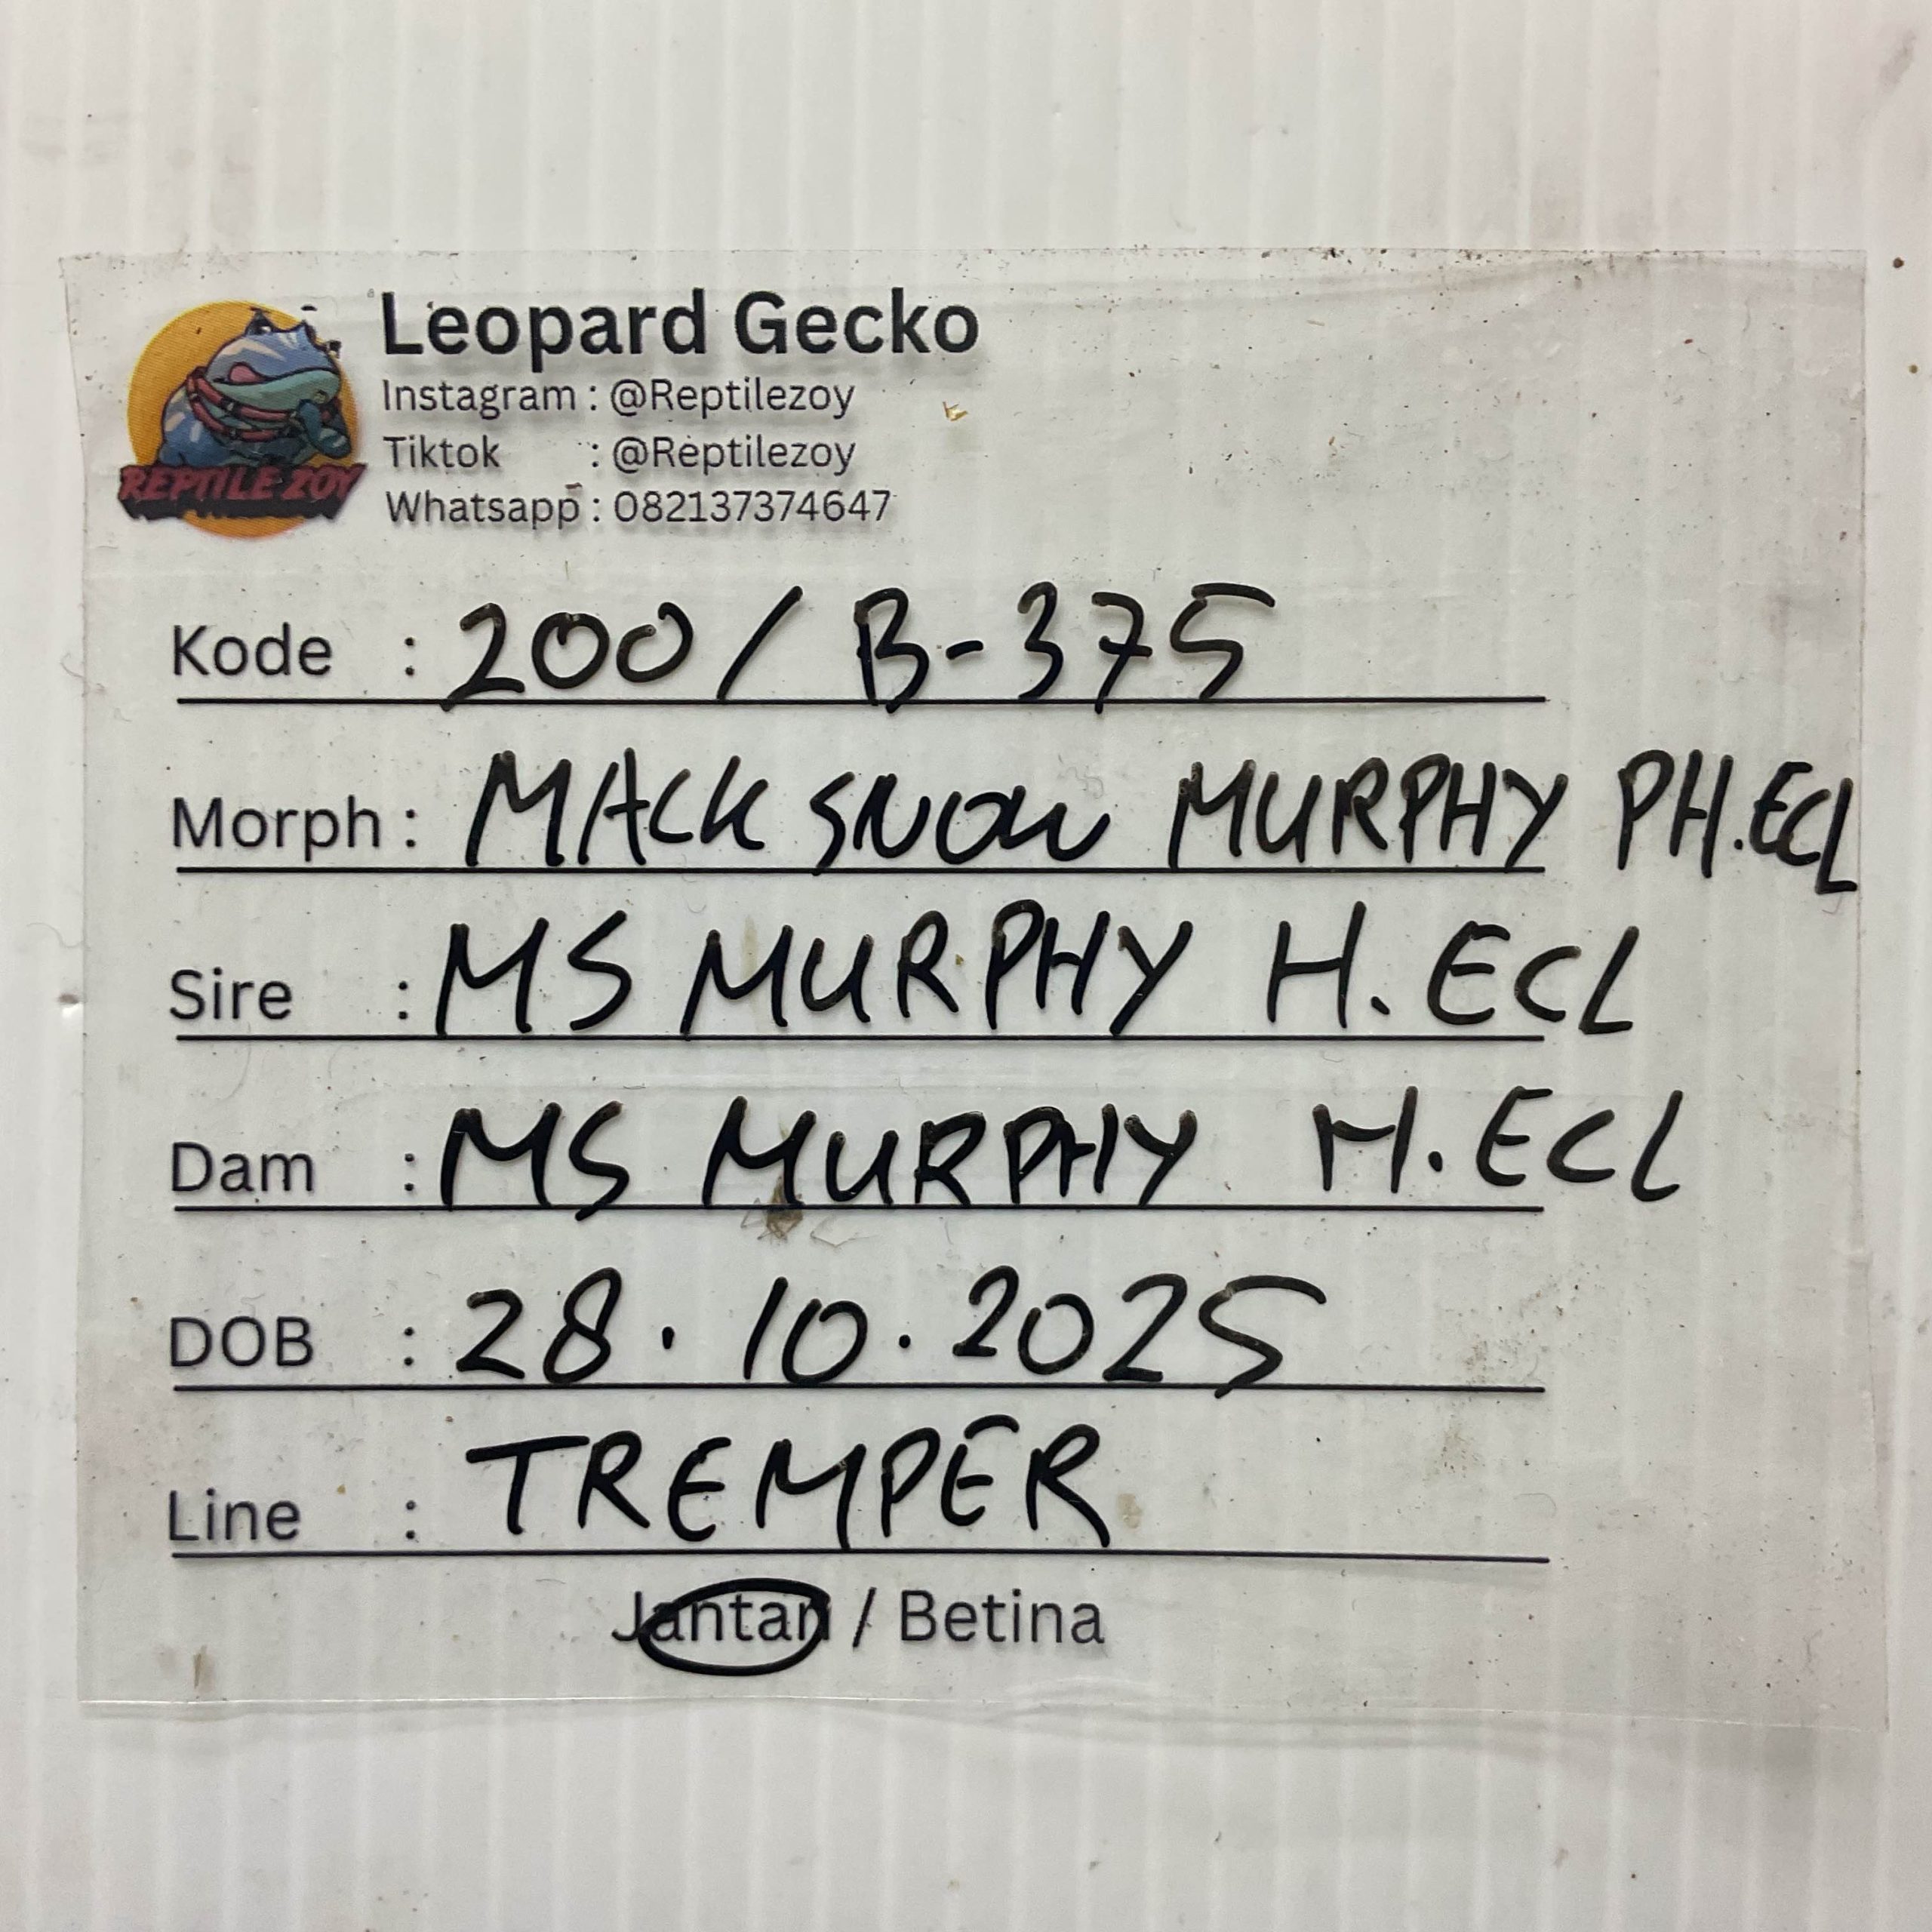 Leopard Gecko
Instagram : @Reptilezoy
Tiktok : @Reptilezoy
Whatsapp : 082137374647
REPTILE ZOY
Kode : 200 / B-375
Morph : MACK SNOW MURPHY PH.ECL
Sire : MS MURPHY H. ECL
Dam : MS MURPHY H. ECL
DOB : 28 . 10 . 2025
Line : TREMPER
Jantan / Betina